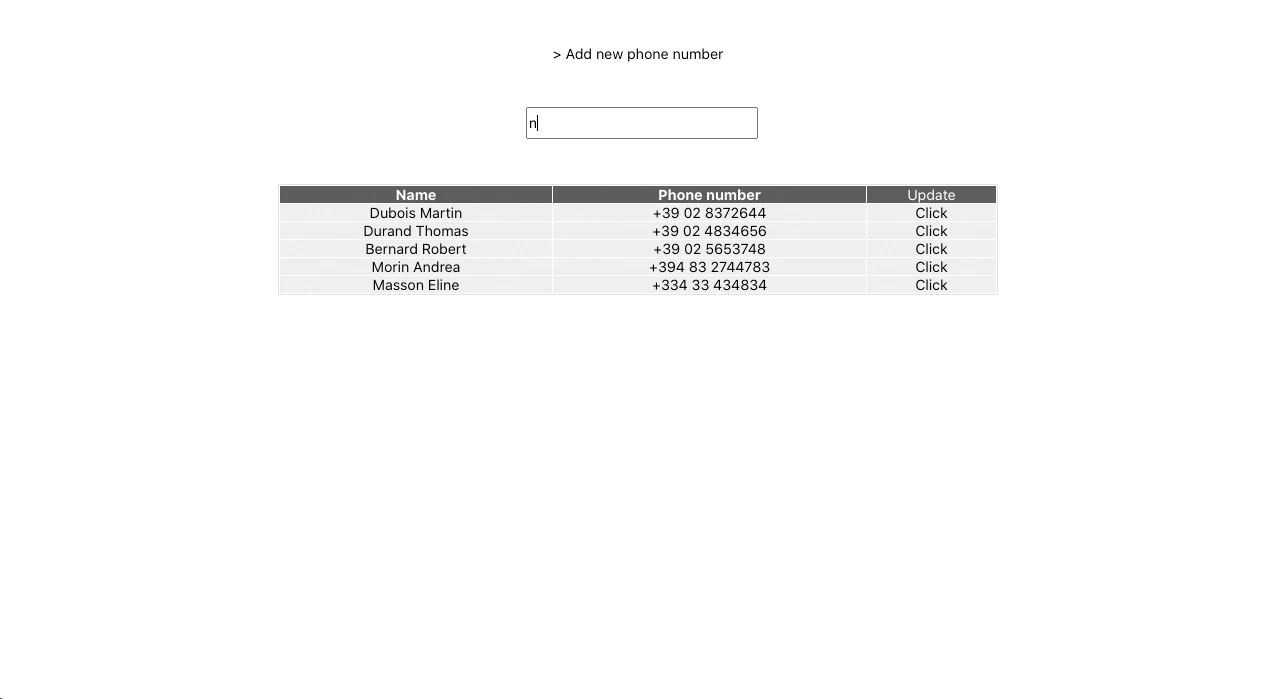 > Add new phone number
n
Name Phone number Update
Dubois Martin +39 02 8372644 Click
Durand Thomas +39 02 4834656 Click
Bernard Robert +39 02 5653748 Click
Morin Andrea +394 83 2744783 Click
Masson Eline +334 33 434834 Click